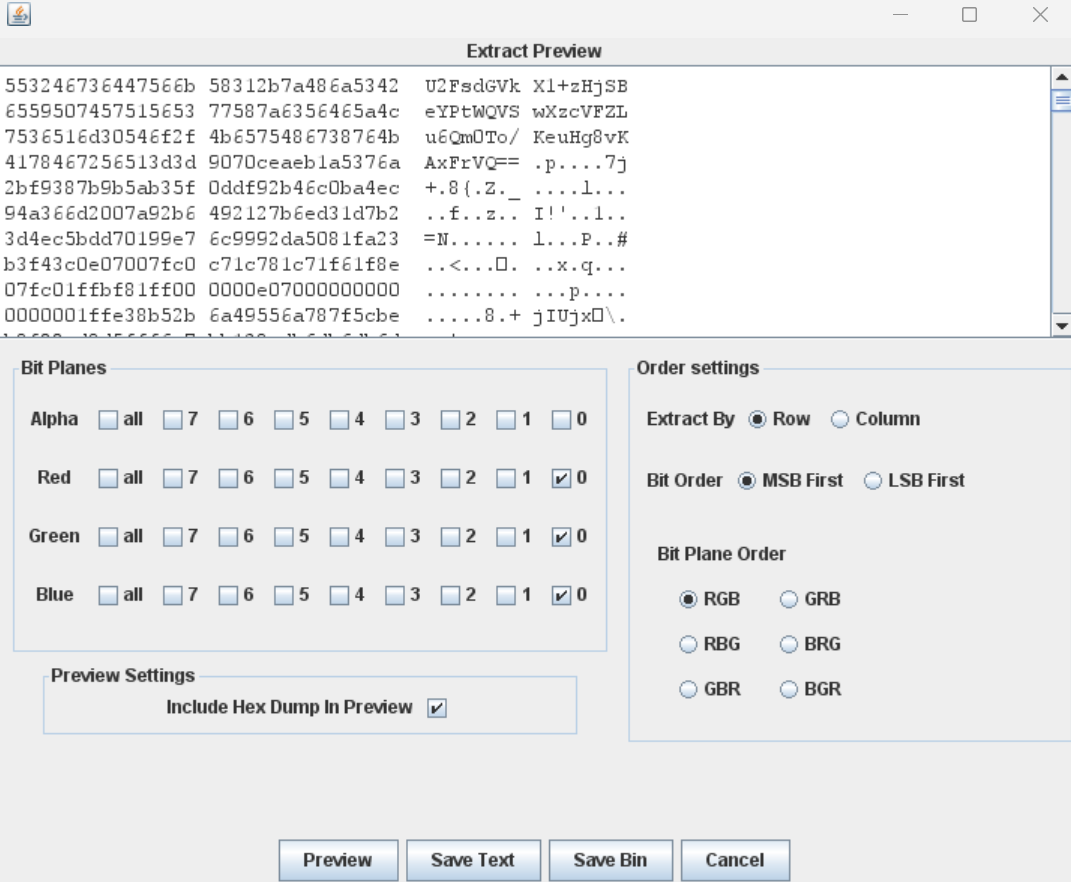 Extract Preview
553246736447566b 58312b7a486a5342 U2FsdGVk X1+zHjSB
6559507457515653 77587a6356465a4c eYPtWQVS wXzcVFZL
7536516d30546f2f 4b6575486738764b u6Qm0To/ KeuHg8vK
4178467256513d3d 9070ceaeb1a5376a AxFrVQ== .p....7j
2bf9387b9b5ab35f 0ddf92b46c0ba4ec +.8{.Z._ ....l...
94a366d2007a92b6 492127b6ed31d7b2 ..f..z.. I!'..1..
3d4ec5bdd70199e7 6c9992da5081fa23 =N...... l...P..#
b3f43c0e07007fc0 c71c781c71f61f8e ..<...□. ..x.q...
07fc01ffbf81ff00 0000e07000000000 ........ ...p....
0000001ffe38b52b 6a49556a787f5cbe .....8.+ jIUjx□\.
Bit Planes
Alpha all 7 6 5 4 3 2 1 0
Red all 7 6 5 4 3 2 1 0
Green all 7 6 5 4 3 2 1 0
Blue all 7 6 5 4 3 2 1 0
Preview Settings
Include Hex Dump In Preview
Order settings
Extract By Row Column
Bit Order MSB First LSB First
Bit Plane Order
RGB GRB
RBG BRG
GBR BGR
Preview Save Text Save Bin Cancel